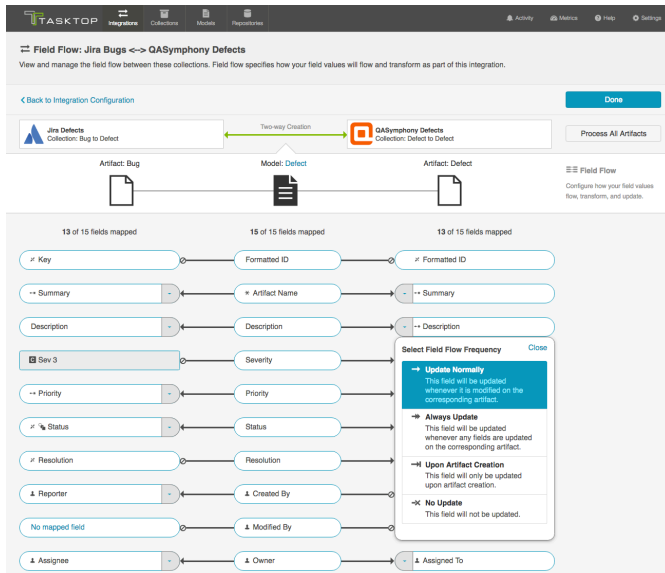 TASKTOP
Integrations
Collections
Models
Repositories
Activity
Metrics
Help
Settings
Field Flow: Jira Bugs <--> QASymphony Defects
View and manage the field flow between these collections. Field flow specifies how your field values will flow and transform as part of this integration.
Back to Integration Configuration
Done
Jira Defects
Collection: Bug to Defect
Two-way Creation
QASymphony Defects
Collection: Defect to Defect
Process All Artifacts
Artifact: Bug
Model: Defect
Artifact: Defect
Field Flow
Configure how your field values
flow, transform, and update.
13 of 15 fields mapped
15 of 15 fields mapped
13 of 15 fields mapped
Key
Formatted ID
Formatted ID
Summary
Artifact Name
Summary
Description
Description
Description
C Sev 3
Severity
Priority
Priority
Status
Status
Resolution
Resolution
Reporter
Created By
No mapped field
Modified By
Assignee
Owner
Assigned To
Select Field Flow Frequency
Close
Update Normally
This field will be updated
whenever it is modified on the
corresponding artifact.
Always Update
This field will be updated
whenever any fields are updated
on the corresponding artifact.
Upon Artifact Creation
This field will only be updated
upon artifact creation.
No Update
This field will not be updated.